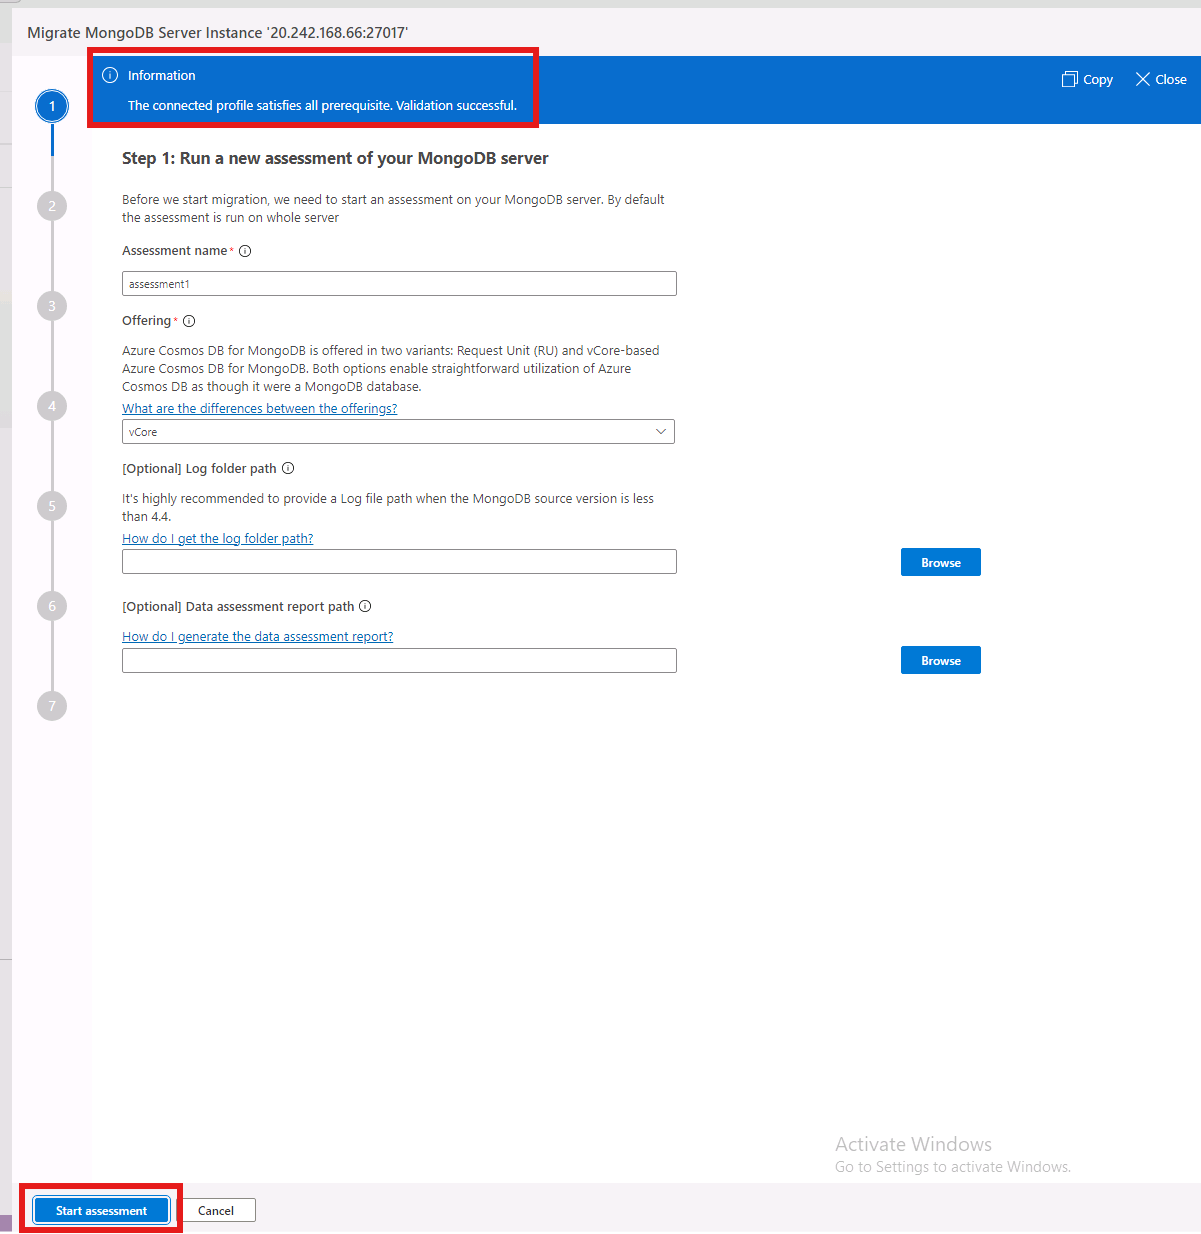 Migrate MongoDB Server Instance '20.242.168.66:27017'
Information
Copy
Close
The connected profile satisfies all prerequisite. Validation successful.
1
2
3
4
5
6
7
Step 1: Run a new assessment of your MongoDB server
Before we start migration, we need to start an assessment on your MongoDB server. By default
the assessment is run on whole server
Assessment name*
assessment1
Offering*
Azure Cosmos DB for MongoDB is offered in two variants: Request Unit (RU) and vCore-based
Azure Cosmos DB for MongoDB. Both options enable straightforward utilization of Azure
Cosmos DB as though it were a MongoDB database.
What are the differences between the offerings?
vCore
[Optional] Log folder path
It's highly recommended to provide a Log file path when the MongoDB source version is less
than 4.4.
How do I get the log folder path?
Browse
[Optional] Data assessment report path
How do I generate the data assessment report?
Browse
Activate Windows
Go to Settings to activate Windows.
Start assessment
Cancel